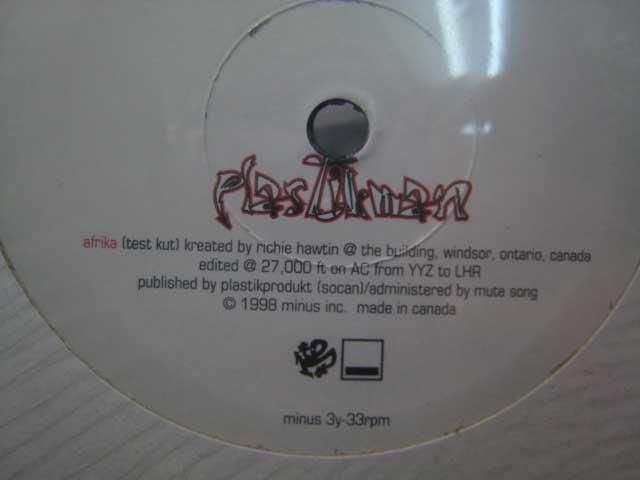 plastikman
afrika (test kut) kreated by richie hawtin @ the building, windsor, ontario, canada
edited @ 27,000 ft on AC from YYZ to LHR
published by plastikprodukt (socan)/administered by mute song
© 1998 minus inc. made in canada
minus 3y-33rpm